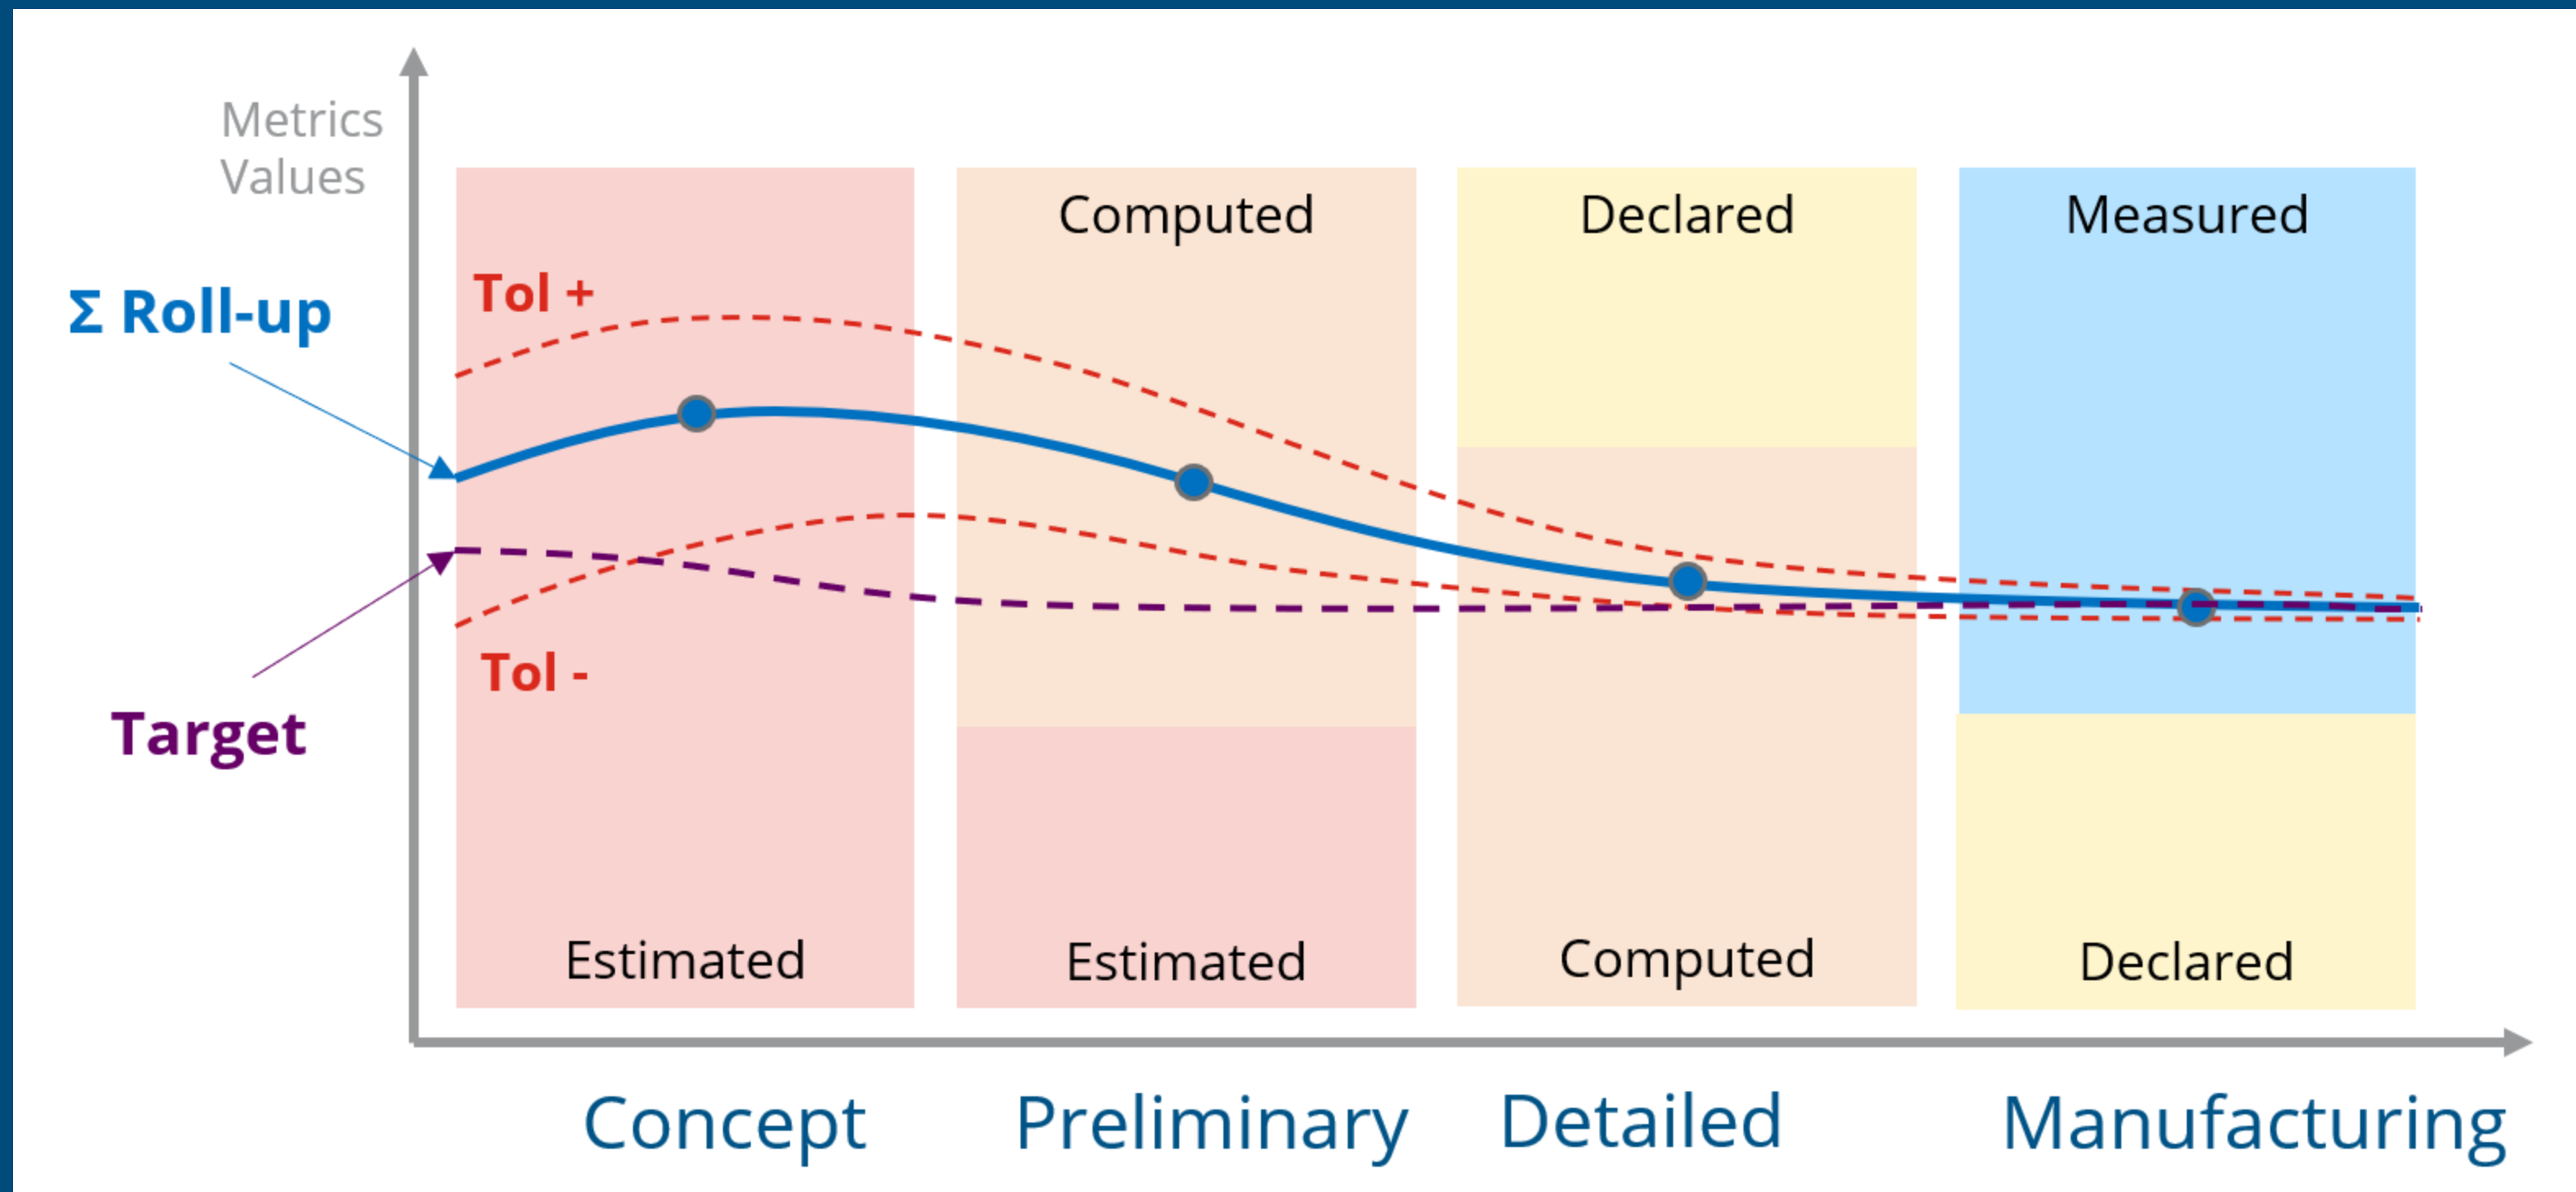 Metrics
Values
Computed
Declared
Measured
Tol +
Σ Roll-up
Tol -
Target
Estimated
Estimated
Computed
Declared
Concept
Preliminary
Detailed
Manufacturing